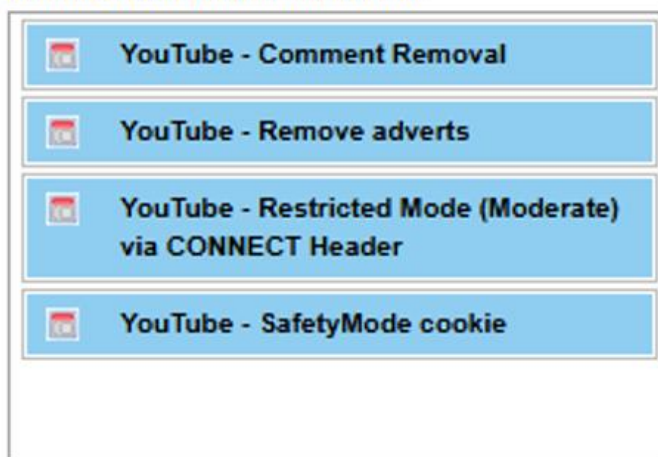 YouTube - Comment Removal
YouTube - Remove adverts
YouTube - Restricted Mode (Moderate)
via CONNECT Header
YouTube - SafetyMode cookie